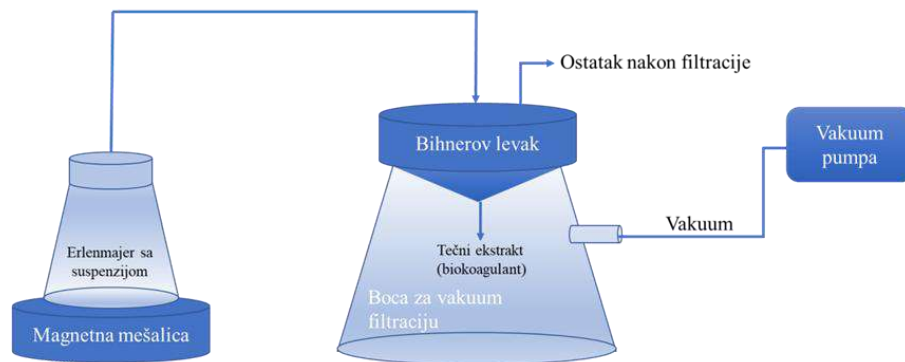 Ostatak nakon filtracije
Bihnerov levak
Vakuum
pumpa
Vakuum
Erlenmajer sa
suspenzijom
Tečni ekstrakt
(biokoagulant)
Boca za vakuum
filtraciju
Magnetna mešalica